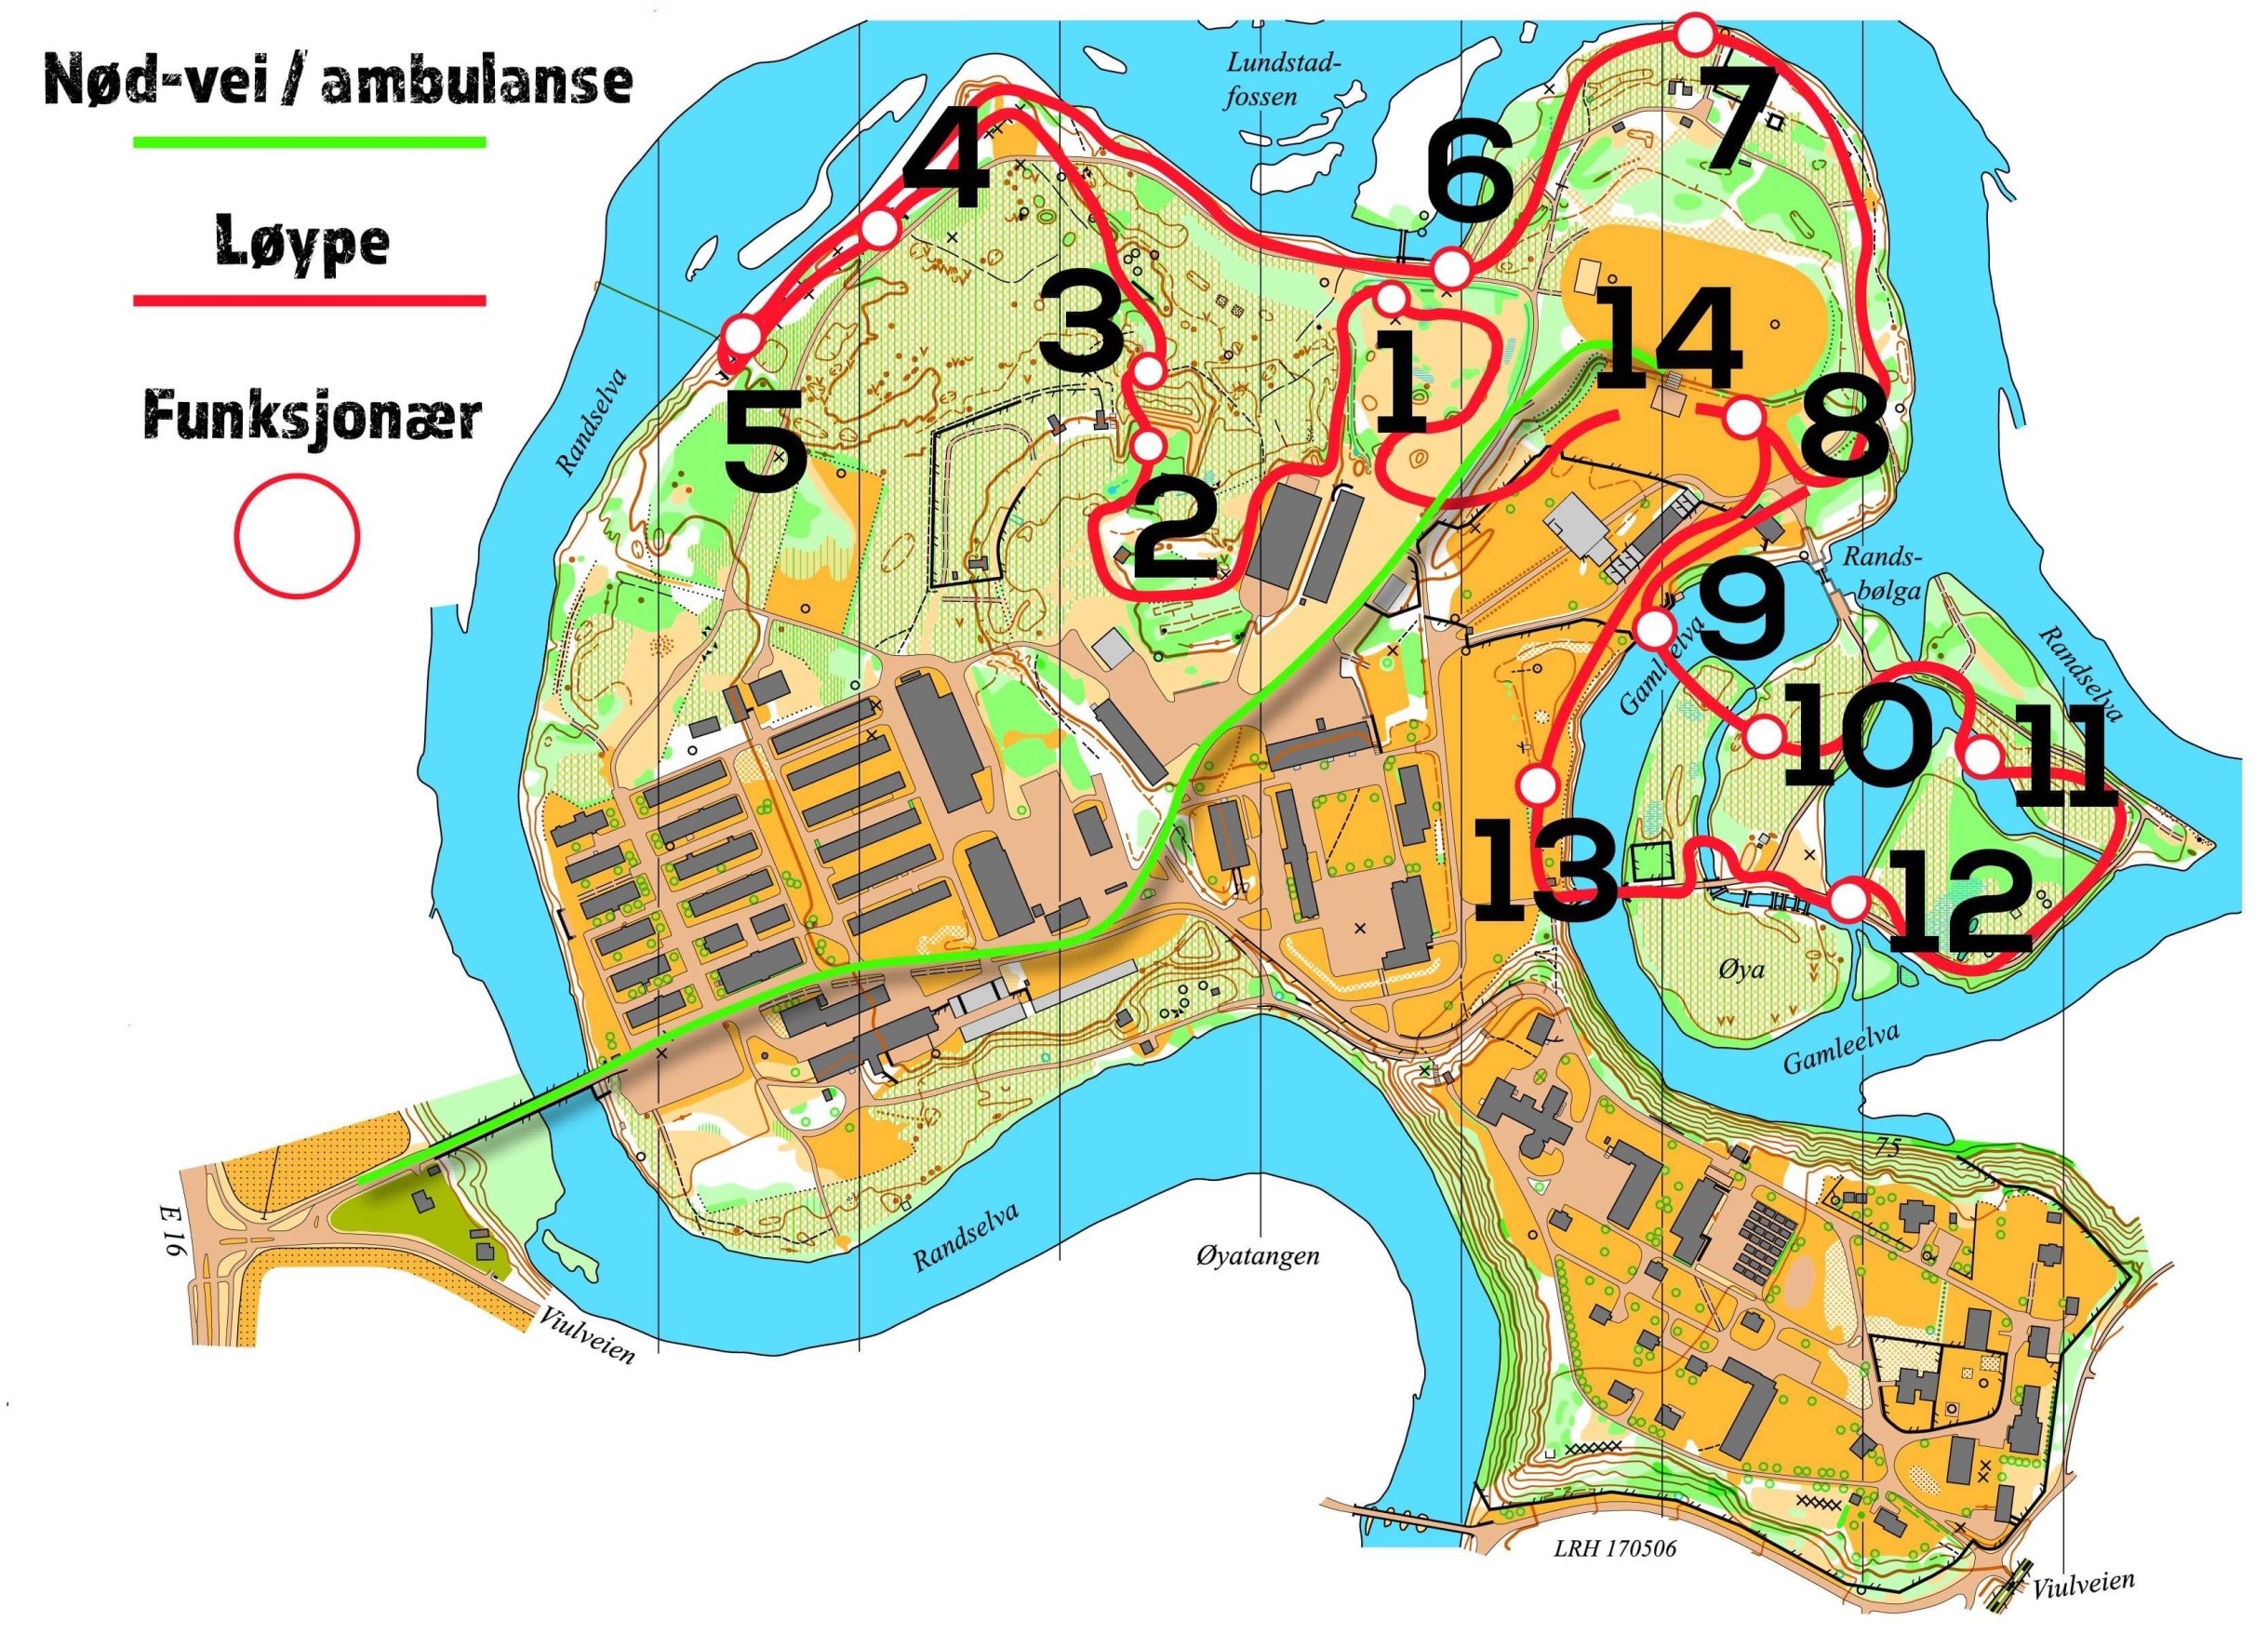 Nød-vei / ambulanse
Løype
Funksjonær
Lundstad-
fossen
7
4
6
3
14
1
8
5
2
Randselva
Rands-
bølga
9
Gamleelva
Randselva
10
11
13
12
Øya
Gamleelva
75
E 16
Randselva
Øyatangen
Viulveien
LRH 170506
Viulveien